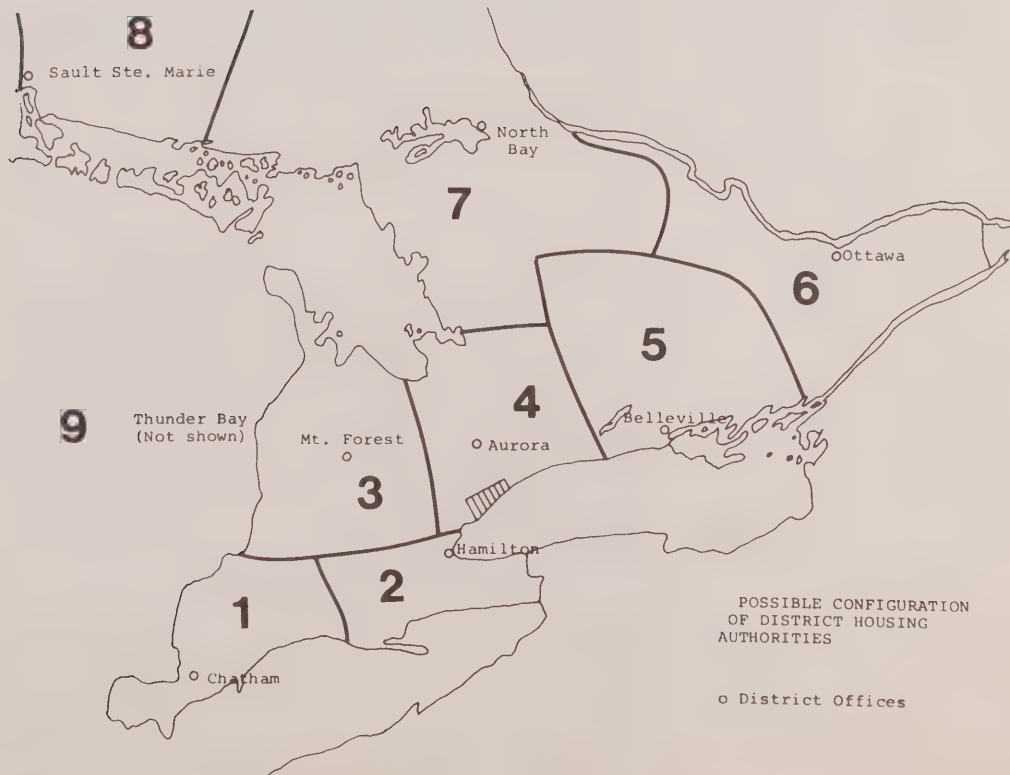 8
Sault Ste. Marie
North
Bay
7
Ottawa
6
5
4
Belleville
9
Thunder Bay
(Not shown)
Mt. Forest
Aurora
3
Hamilton
2
1
Chatham
POSSIBLE CONFIGURATION
OF DISTRICT HOUSING
AUTHORITIES
o District Offices